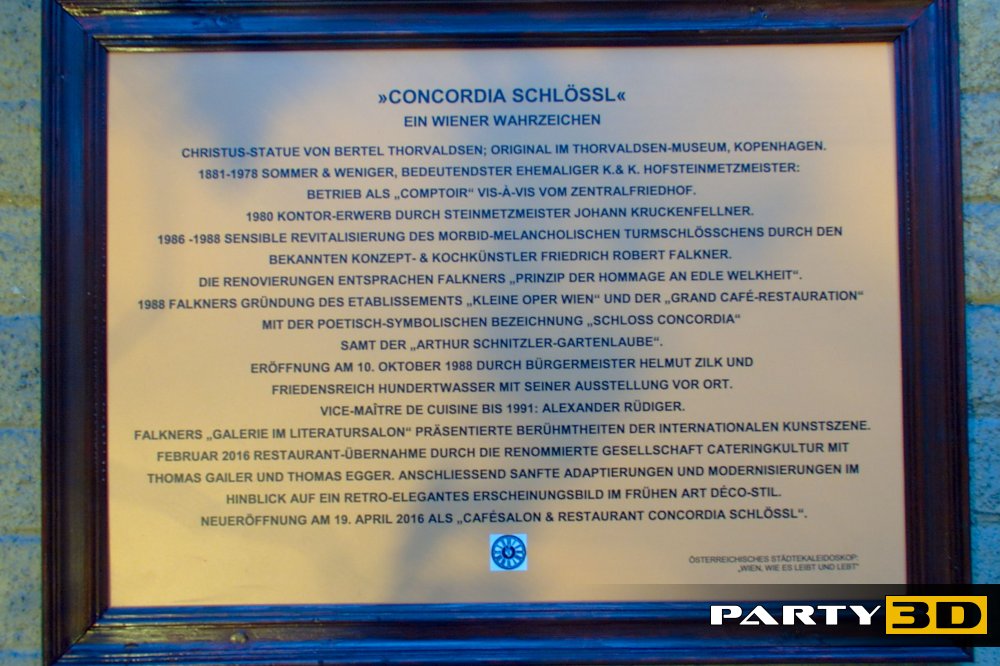 »CONCORDIA SCHLÖSSL«
EIN WIENER WAHRZEICHEN
CHRISTUS-STATUE VON BERTEL THORVALDSEN; ORIGINAL IM THORVALDSEN-MUSEUM, KOPENHAGEN.
1881-1978 SOMMER & WENIGER, BEDEUTENDSTER EHEMALIGER K.& K. HOFSTEINMETZMEISTER:
BETRIEB ALS „COMPTOIR“ VIS-À-VIS VOM ZENTRALFRIEDHOF.
1980 KONTOR-ERWERB DURCH STEINMETZMEISTER JOHANN KRUCKENFELLNER.
1986 -1988 SENSIBLE REVITALISIERUNG DES MORBID-MELANCHOLISCHEN TURMSCHLÖSSCHENS DURCH DEN
BEKANNTEN KONZEPT- & KOCHKÜNSTLER FRIEDRICH ROBERT FALKNER.
DIE RENOVIERUNGEN ENTSPRACHEN FALKNERS „PRINZIP DER HOMMAGE AN EDLE WELKHEIT“.
1988 FALKNERS GRÜNDUNG DES ETABLISSEMENTS „KLEINE OPER WIEN“ UND DER „GRAND CAFÉ-RESTAURATION“
MIT DER POETISCH-SYMBOLISCHEN BEZEICHNUNG „SCHLOSS CONCORDIA“
SAMT DER „ARTHUR SCHNITZLER-GARTENLAUBE“.
ERÖFFNUNG AM 10. OKTOBER 1988 DURCH BÜRGERMEISTER HELMUT ZILK UND
FRIEDENSREICH HUNDERTWASSER MIT SEINER AUSSTELLUNG VOR ORT.
VICE-MAÎTRE DE CUISINE BIS 1991: ALEXANDER RÜDIGER.
FALKNERS „GALERIE IM LITERATURSALON“ PRÄSENTIERTE BERÜHMTHEITEN DER INTERNATIONALEN KUNSTSZENE.
FEBRUAR 2016 RESTAURANT-ÜBERNAHME DURCH DIE RENOMMIERTE GESELLSCHAFT CATERINGKULTUR MIT
THOMAS GAILER UND THOMAS EGGER. ANSCHLIESSEND SANFTE ADAPTIERUNGEN UND MODERNISIERUNGEN IM
HINBLICK AUF EIN RETRO-ELEGANTES ERSCHEINUNGSBILD IM FRÜHEN ART DÉCO-STIL.
NEUERÖFFNUNG AM 19. APRIL 2016 ALS „CAFÉSALON & RESTAURANT CONCORDIA SCHLÖSSL“.
ÖSTERREICHISCHES STÄDTEKALEIDOSKOP:
„WIEN, WIE ES LEIBT UND LEBT“
PARTY 3D